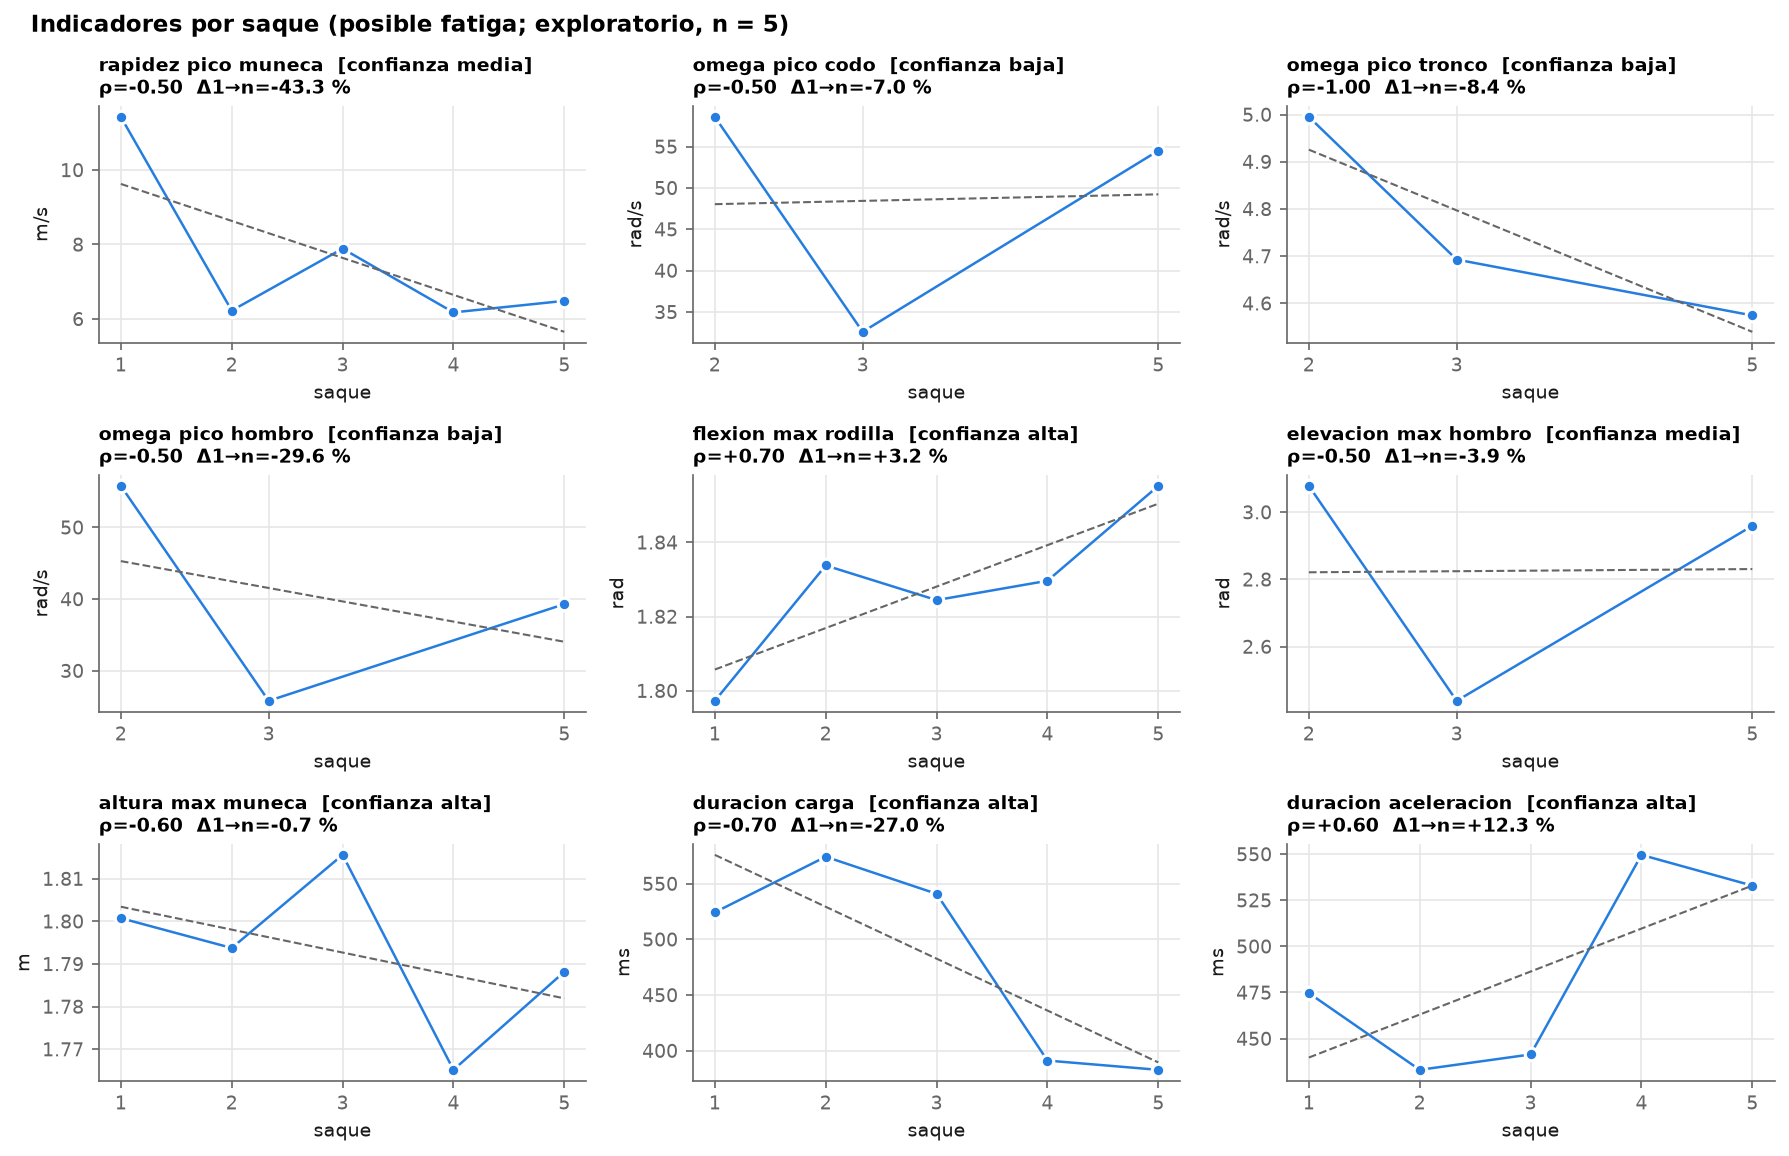 Indicadores por saque (posible fatiga; exploratorio, n = 5)
rapidez pico muneca  [confianza media]
ρ=-0.50  Δ1→n=-43.3 %
10
8
6
m/s
1 2 3 4 5
saque
omega pico codo  [confianza baja]
ρ=-0.50  Δ1→n=-7.0 %
55
50
45
40
35
rad/s
2 3 5
saque
omega pico tronco  [confianza baja]
ρ=-1.00  Δ1→n=-8.4 %
5.0
4.9
4.8
4.7
4.6
rad/s
2 3 5
saque
omega pico hombro  [confianza baja]
ρ=-0.50  Δ1→n=-29.6 %
50
40
30
rad/s
2 3 5
saque
flexion max rodilla  [confianza alta]
ρ=+0.70  Δ1→n=+3.2 %
1.84
1.82
1.80
rad
1 2 3 4 5
saque
elevacion max hombro  [confianza media]
ρ=-0.50  Δ1→n=-3.9 %
3.0
2.8
2.6
rad
2 3 5
saque
altura max muneca  [confianza alta]
ρ=-0.60  Δ1→n=-0.7 %
1.81
1.80
1.79
1.78
1.77
m
1 2 3 4 5
saque
duracion carga  [confianza alta]
ρ=-0.70  Δ1→n=-27.0 %
550
500
450
400
ms
1 2 3 4 5
saque
duracion aceleracion  [confianza alta]
ρ=+0.60  Δ1→n=+12.3 %
550
525
500
475
450
ms
1 2 3 4 5
saque